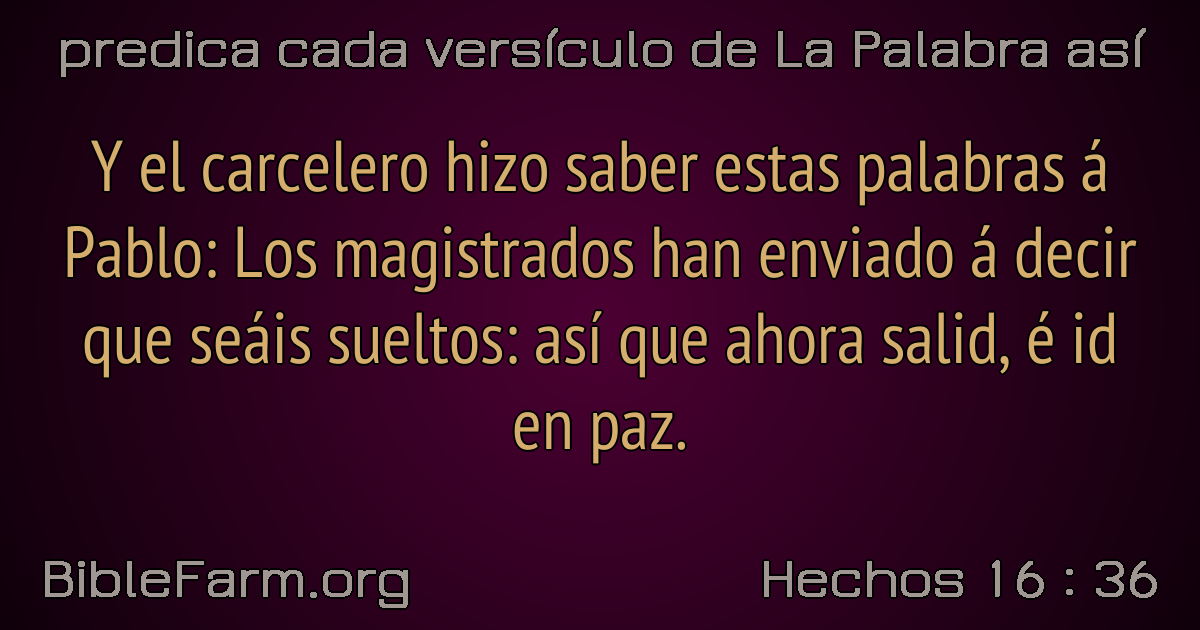 predica cada versículo de La Palabra así
Y el carcelero hizo saber estas palabras á
Pablo: Los magistrados han enviado á decir
que seáis sueltos: así que ahora salid, é id
en paz.
BibleFarm.org
Hechos 16 : 36